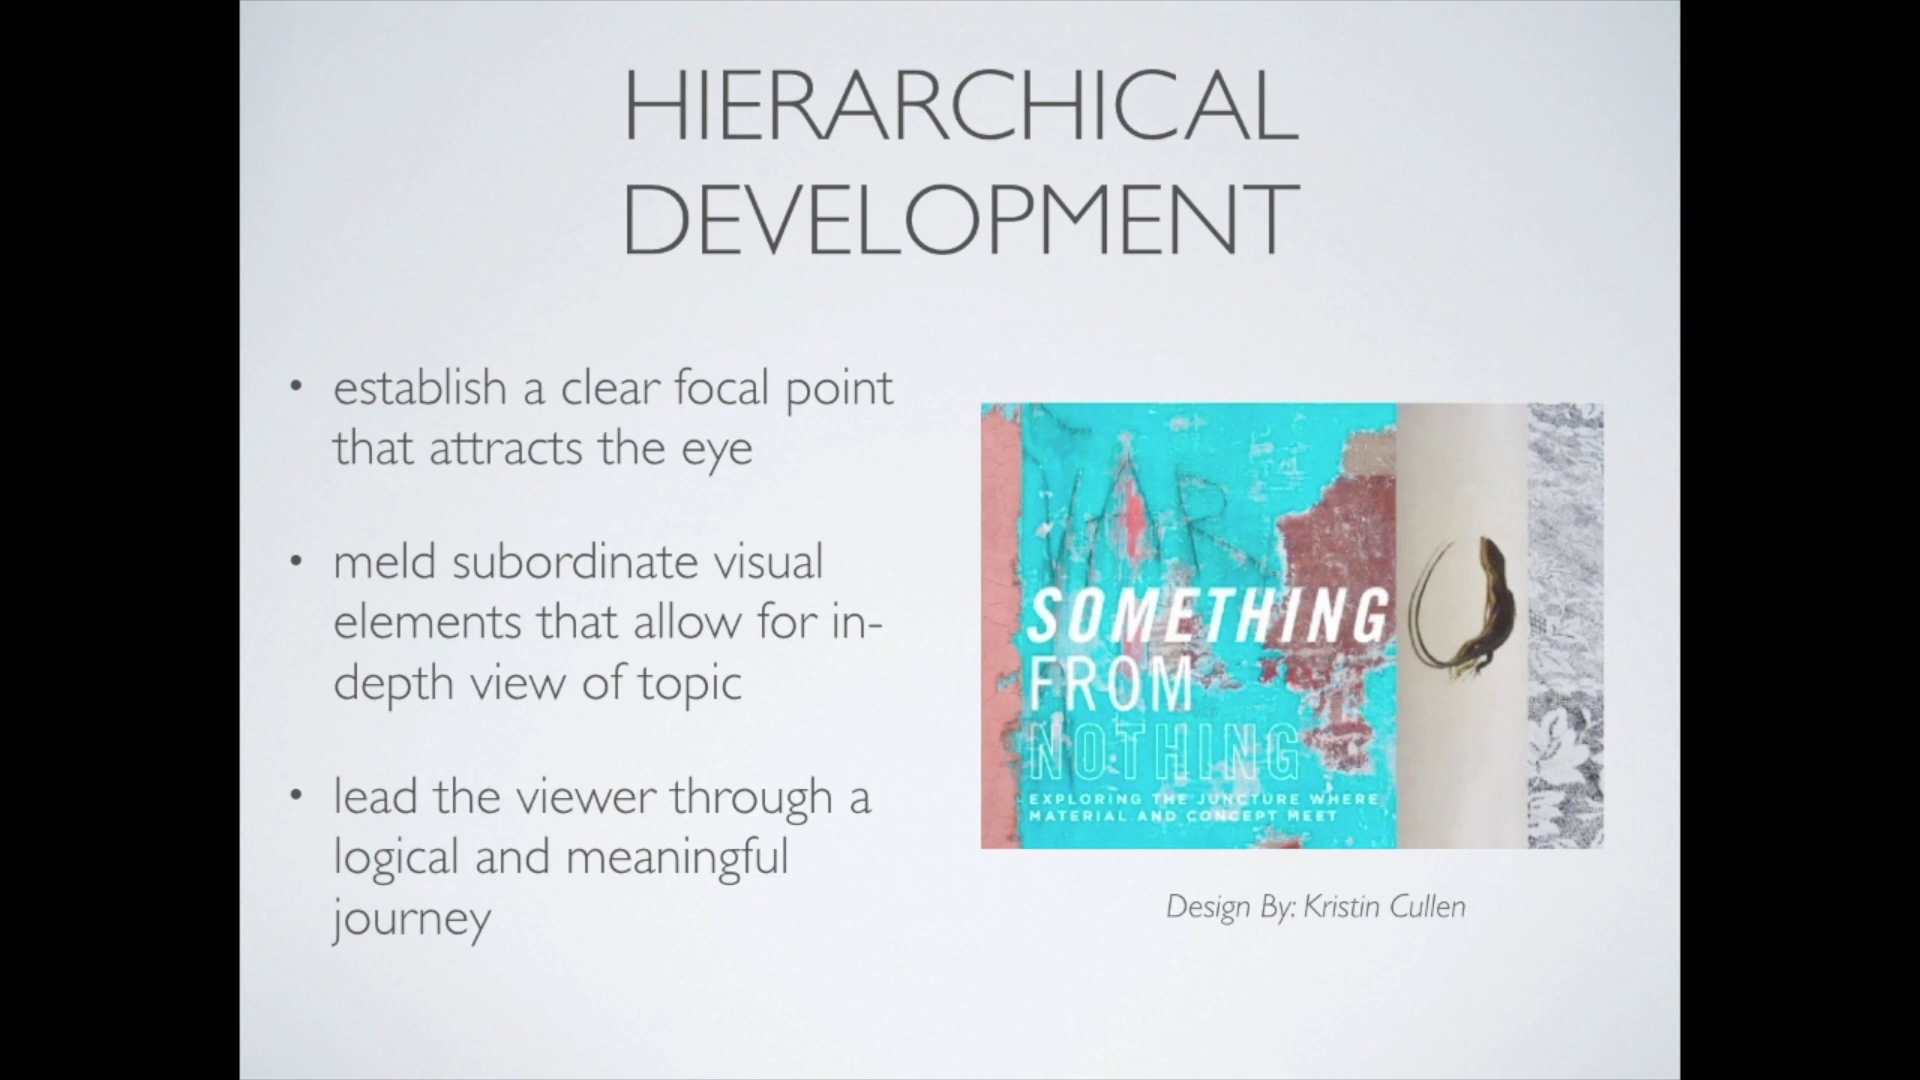 HIERARCHICAL
DEVELOPMENT
• establish a clear focal point
that attracts the eye
• meld subordinate visual
elements that allow for in-
depth view of topic
• lead the viewer through a
logical and meaningful
journey
WAR
SOMETHING
FROM
NOTHING
EXPLORING THE JUNCTURE WHERE
MATERIAL AND CONCEPT MEET
Design By: Kristin Cullen